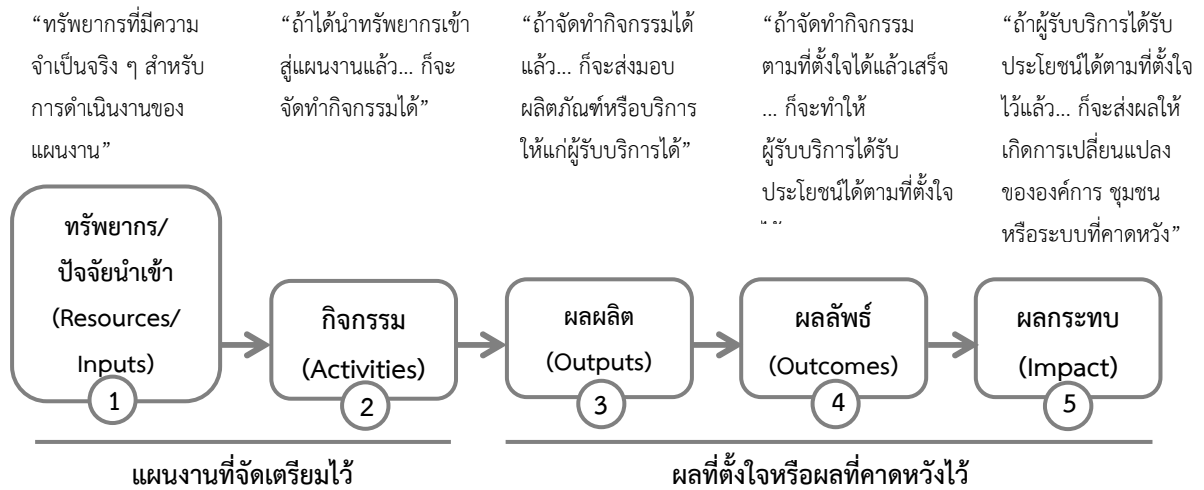 “ทรัพยากรที่มีความ
จำเป็นจริง ๆ สำหรับ
การดำเนินงานของ
แผนงาน”
“ถ้าได้นำทรัพยากรเข้า
สู่แผนงานแล้ว... ก็จะ
จัดทำกิจกรรมได้”
“ถ้าจัดทำกิจกรรมได้
แล้ว... ก็จะส่งมอบ
ผลิตภัณฑ์หรือบริการ
ให้แก่ผู้รับบริการได้”
“ถ้าจัดทำกิจกรรม
ตามที่ตั้งใจได้แล้วเสร็จ
... ก็จะทำให้
ผู้รับบริการได้รับ
ประโยชน์ได้ตามที่ตั้งใจ
“ถ้าผู้รับบริการได้รับ
ประโยชน์ได้ตามที่ตั้งใจ
ไว้แล้ว... ก็จะส่งผลให้
เกิดการเปลี่ยนแปลง
ขององค์การ ชุมชน
หรือระบบที่คาดหวัง”
ทรัพยากร/
ปัจจัยนำเข้า
(Resources/
Inputs)
1
กิจกรรม
(Activities)
2
ผลผลิต
(Outputs)
3
ผลลัพธ์
(Outcomes)
4
ผลกระทบ
(Impact)
5
แผนงานที่จัดเตรียมไว้
ผลที่ตั้งใจหรือผลที่คาดหวังไว้